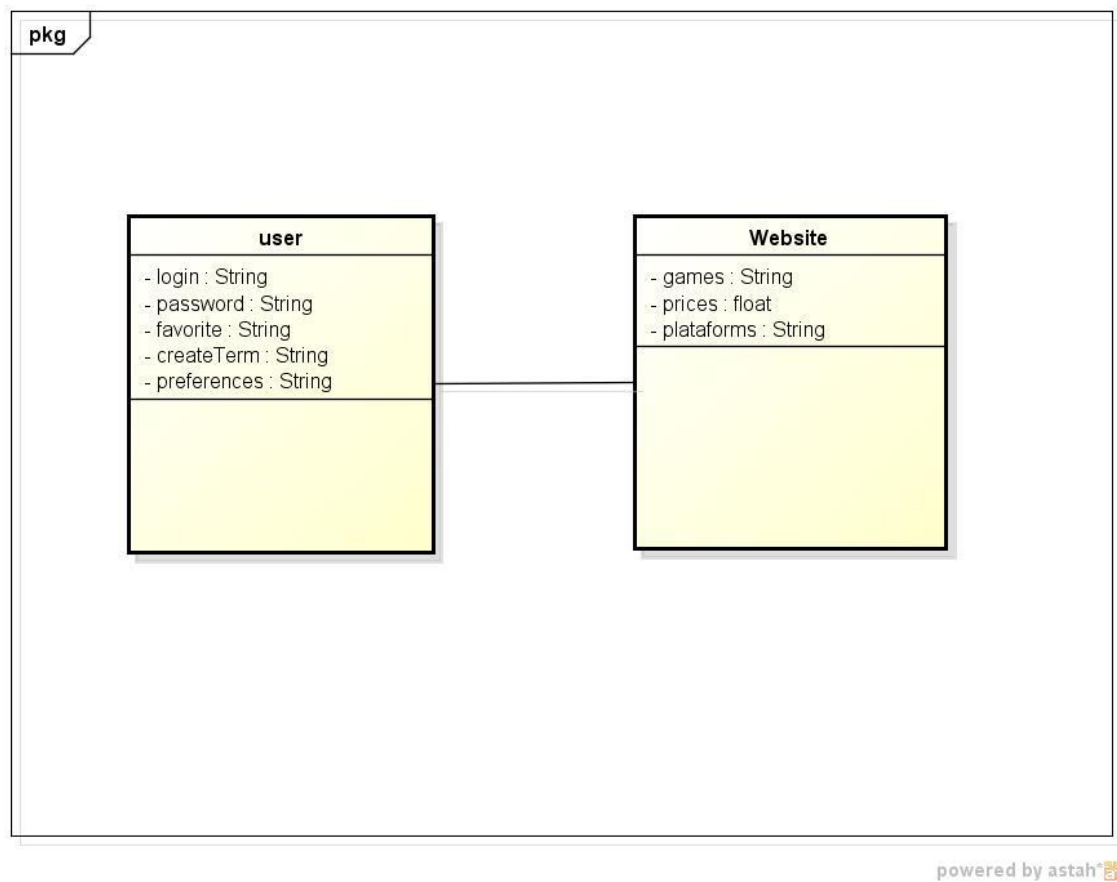 pkg
user
- login : String
- password : String
- favorite : String
- createTerm : String
- preferences : String
Website
- games : String
- prices : float
- plataforms : String
powered by astah*